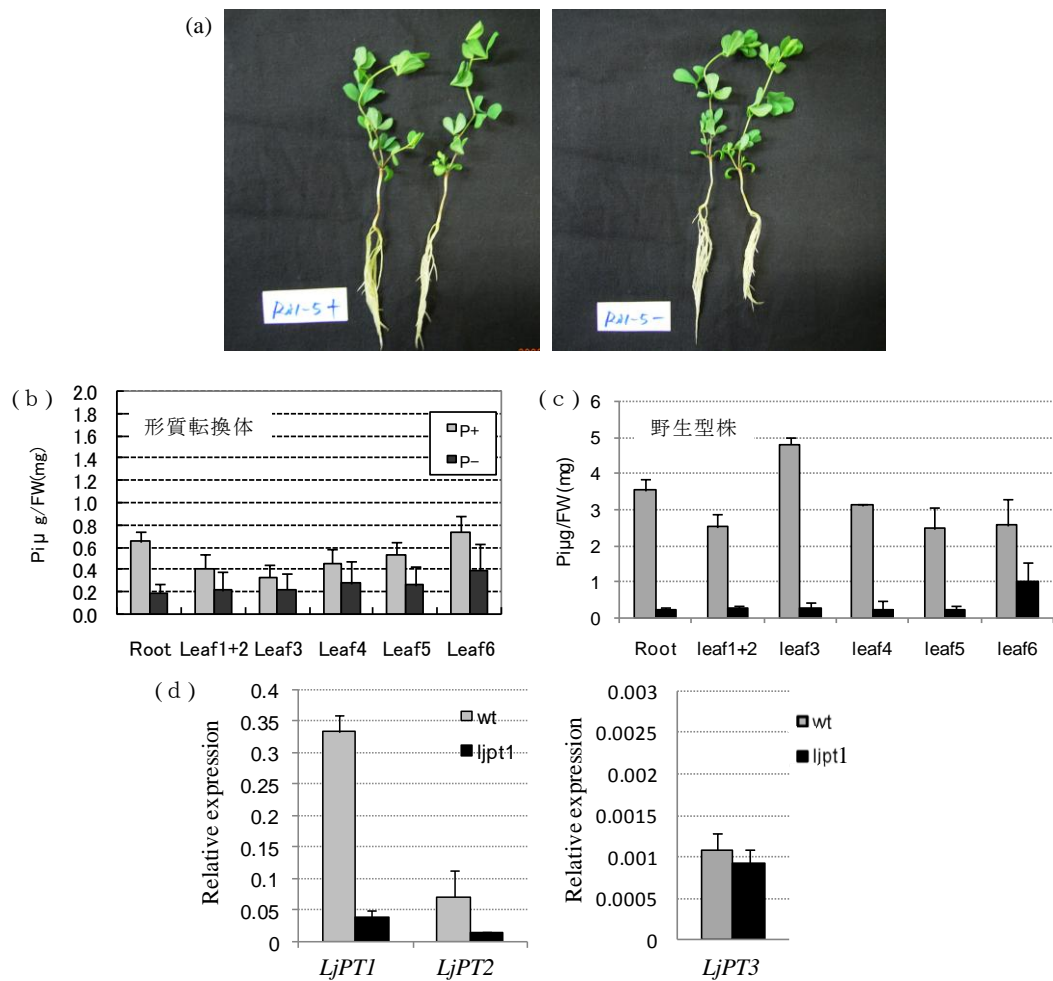 (a)
P21-5+
P21-5-
(b)
形質転換体
Piμ g/FW(mg)
2.0
1.8
1.6
1.4
1.2
1.0
0.8
0.6
0.4
0.2
0.0
P+
P−
Root Leaf1+2 Leaf3 Leaf4 Leaf5 Leaf6
(c)
野生型株
Piμg/FW(mg)
6
5
4
3
2
1
0
Root leaf1+2 leaf3 leaf4 leaf5 leaf6
(d)
Relative expression
0.4
0.35
0.3
0.25
0.2
0.15
0.1
0.05
0
wt
ljpt1
LjPT1 LjPT2
Relative expression
0.003
0.0025
0.002
0.0015
0.001
0.0005
0
wt
ljpt1
LjPT3